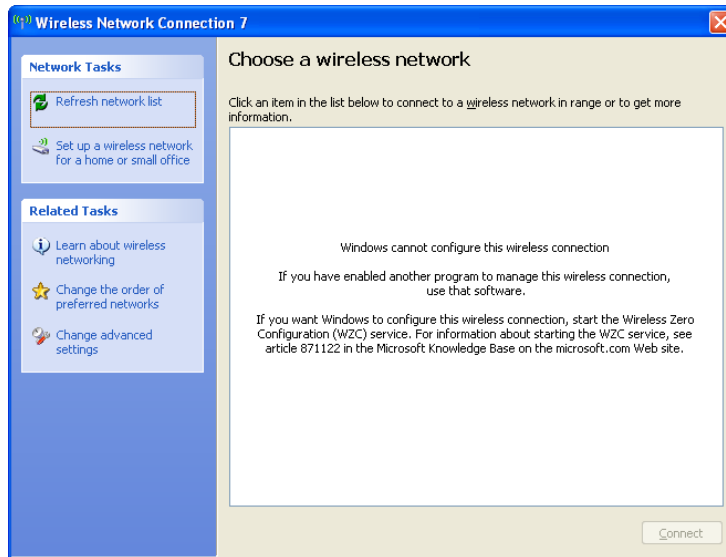 Wireless Network Connection 7
Network Tasks
Refresh network list
Set up a wireless network
for a home or small office
Related Tasks
Learn about wireless
networking
Change the order of
preferred networks
Change advanced
settings
Choose a wireless network
Click an item in the list below to connect to a wireless network in range or to get more
information.
Windows cannot configure this wireless connection
If you have enabled another program to manage this wireless connection,
use that software.
If you want Windows to configure this wireless connection, start the Wireless Zero
Configuration (WZC) service. For information about starting the WZC service, see
article 871122 in the Microsoft Knowledge Base on the microsoft.com Web site.
Connect